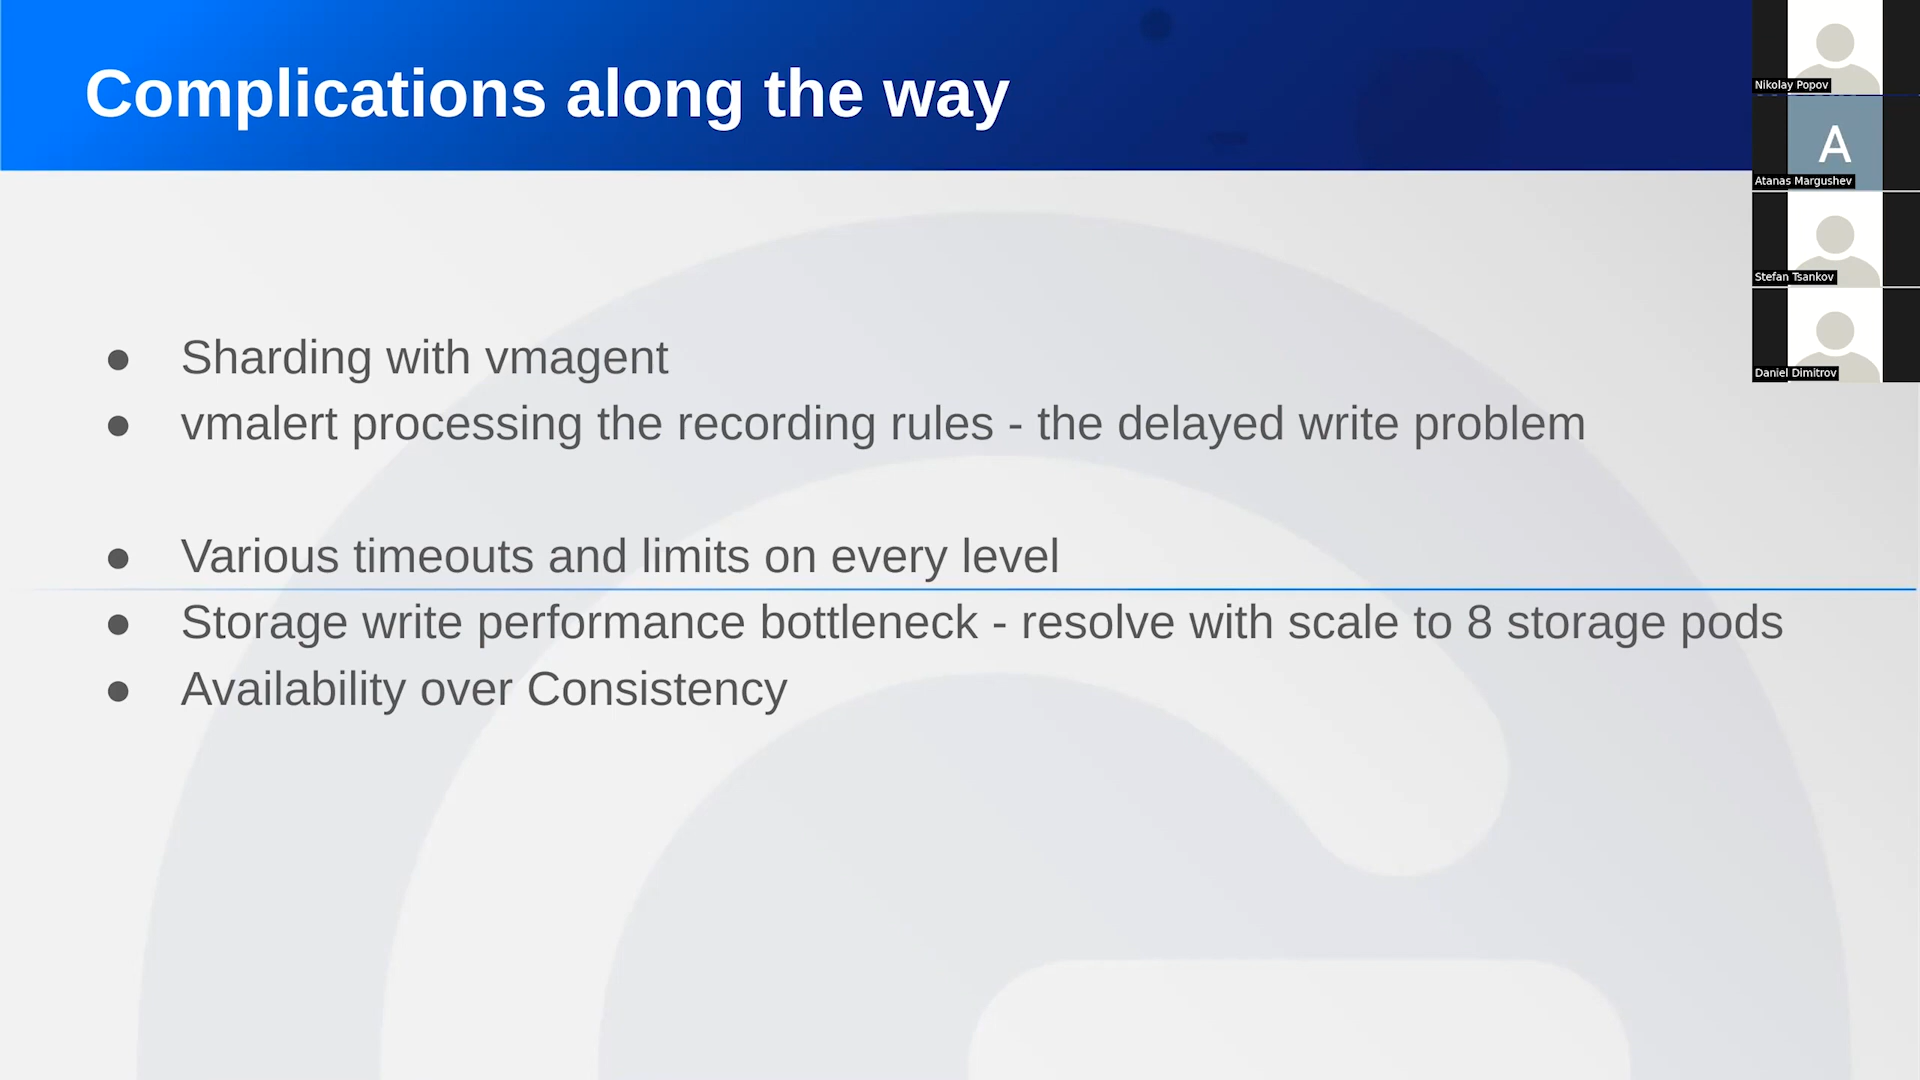 Complications along the way
● Sharding with vmagent
● vmalert processing the recording rules - the delayed write problem
● Various timeouts and limits on every level
● Storage write performance bottleneck - resolve with scale to 8 storage pods
● Availability over Consistency
Nikolay Popov
A
Atanas Margushev
Stefan Tsankov
Daniel Dimitrov